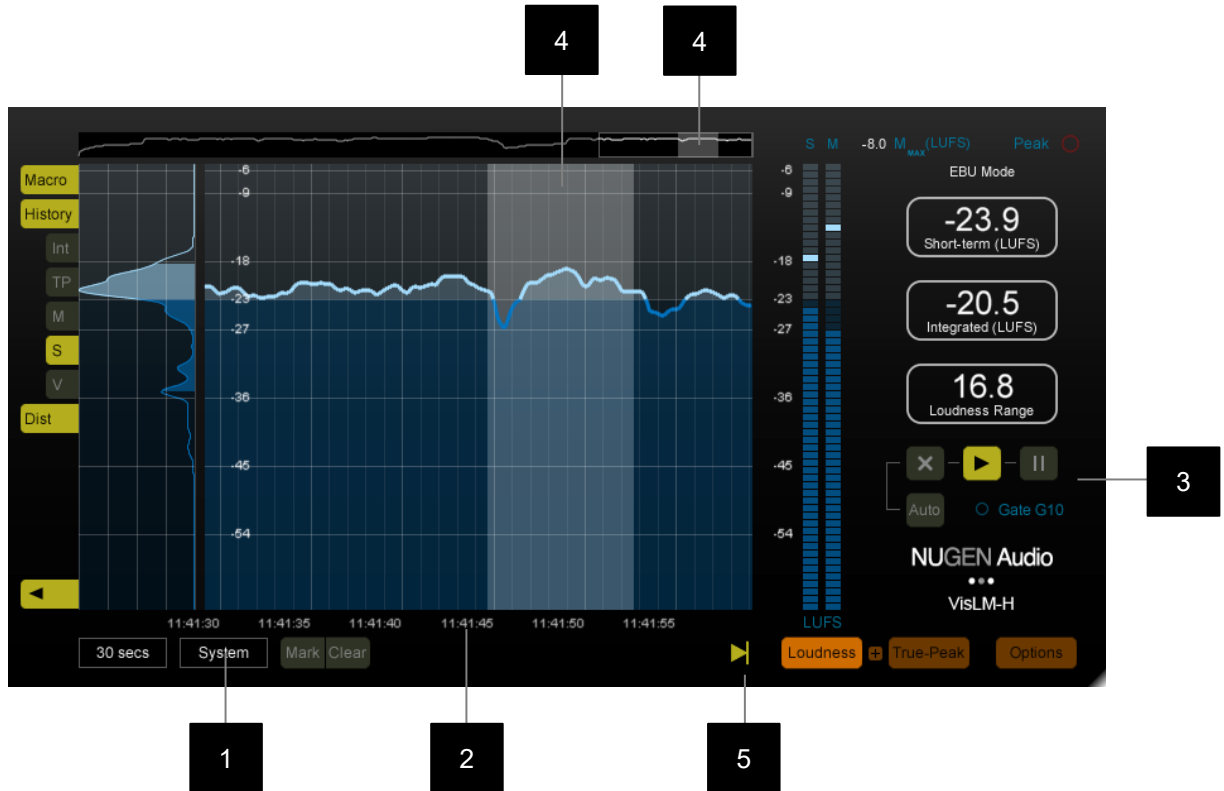 4 4
S M -8.0 M MAX (LUFS) Peak
EBU Mode
Macro
History
Int
TP
M
S
V
Dist
-6
-9
-18
-23
-27
-36
-45
-54
-6
-9
-18
-23
-27
-36
-45
-54
LUFS
-23.9
Short-term (LUFS)
-20.5
Integrated (LUFS)
16.8
Loudness Range
3
Auto Gate G10
NUGEN Audio
VisLM-H
11:41:30 11:41:35 11:41:40 11:41:45 11:41:50 11:41:55
30 secs System Mark Clear Loudness True-Peak Options
1 2 5